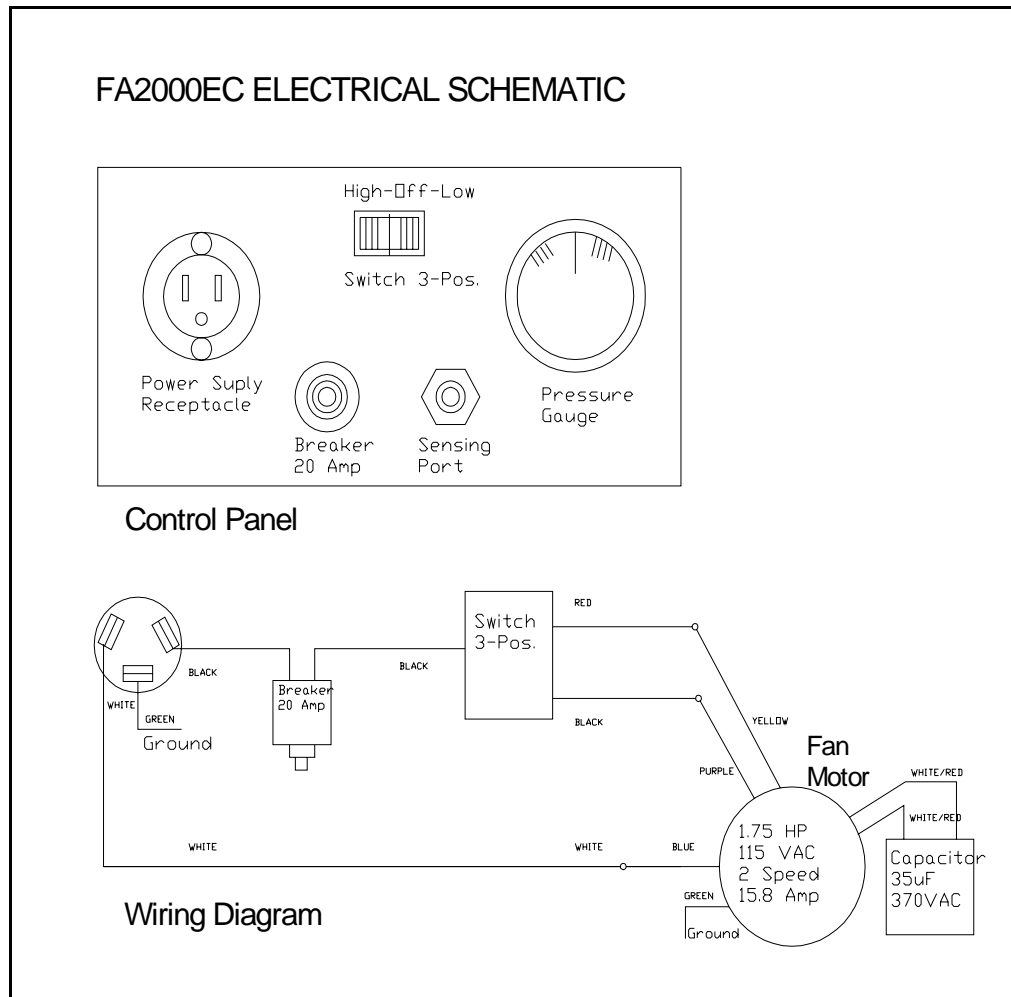 FA2000EC ELECTRICAL SCHEMATIC
High-Off-Low
Switch 3-Pos.
Power Suply
Receptacle
Breaker
20 Amp
Sensing
Port
Pressure
Gauge
Control Panel
Switch
3-Pos.
RED
BLACK
BLACK
Breaker
20 Amp
WHITE
GREEN
Ground
BLACK
YELLOW
PURPLE
Fan
Motor
WHITE/RED
WHITE/RED
1.75 HP
115 VAC
2 Speed
15.8 Amp
Capacitor
35uF
370VAC
WHITE
WHITE
BLUE
GREEN
Ground
Wiring Diagram